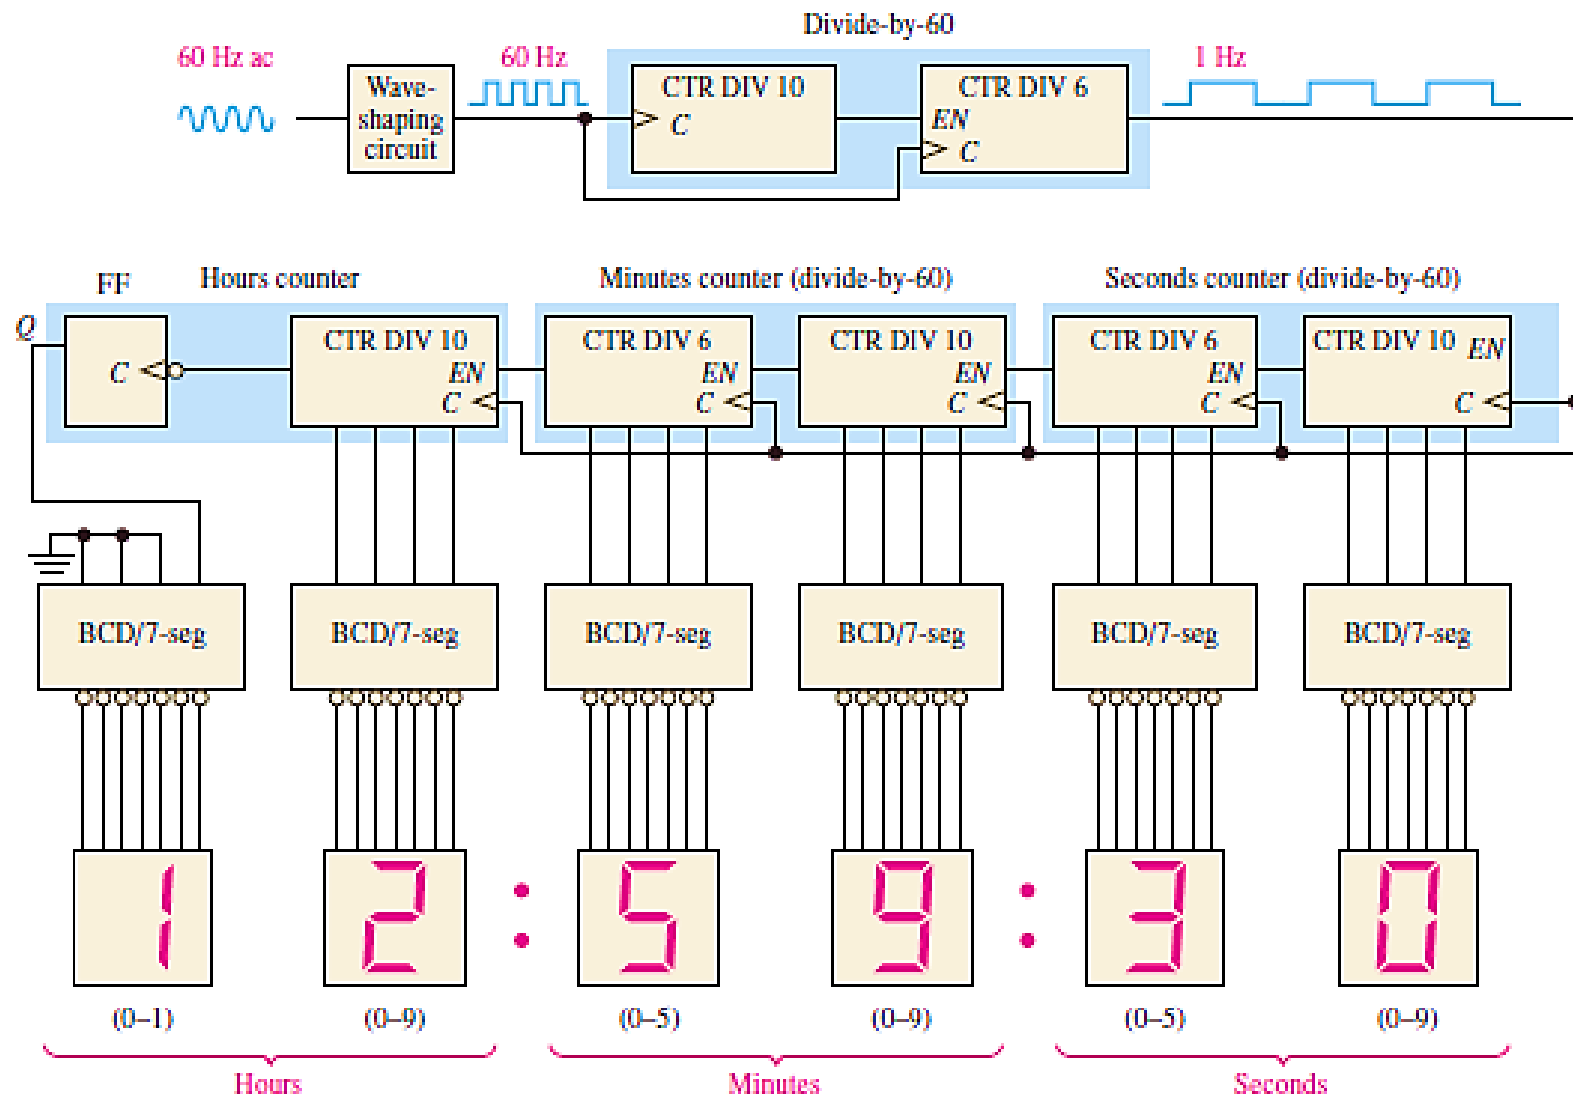 Divide-by-60
60 Hz ac
60 Hz
1 Hz
Wave-
shaping
circuit
CTR DIV 10
C
CTR DIV 6
EN
C
FF
Hours counter
Minutes counter (divide-by-60)
Seconds counter (divide-by-60)
Q
C
CTR DIV 10
EN
C
CTR DIV 6
EN
C
CTR DIV 10
EN
C
CTR DIV 6
EN
C
CTR DIV 10
EN
C
BCD/7-seg
BCD/7-seg
BCD/7-seg
BCD/7-seg
BCD/7-seg
BCD/7-seg
1 2 : 5 9 : 3 0
(0–1)
(0–9)
(0–5)
(0–9)
(0–5)
(0–9)
Hours
Minutes
Seconds